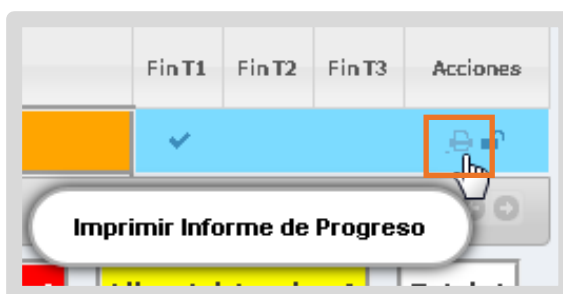 Fin T1 Fin T2 Fin T3 Acciones
Imprimir Informe de Progreso